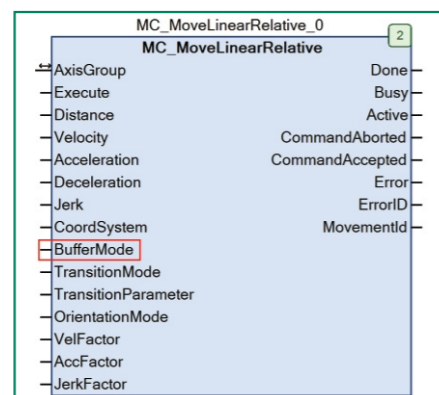 MC_MoveLinearRelative_0
2
MC_MoveLinearRelative
AxisGroup Done
Execute Busy
Distance Active
Velocity CommandAborted
Acceleration CommandAccepted
Deceleration Error
Jerk ErrorID
CoordSystem MovementId
BufferMode
TransitionMode
TransitionParameter
OrientationMode
VelFactor
AccFactor
JerkFactor